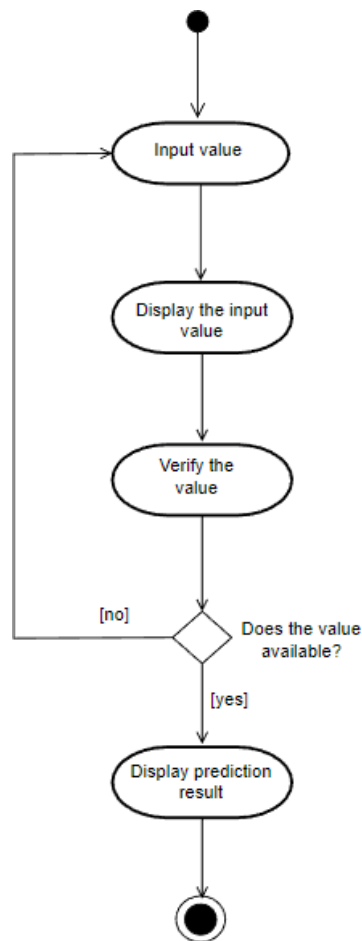 Input value
Display the input
value
Verify the
value
[no]
Does the value
available?
[yes]
Display prediction
result